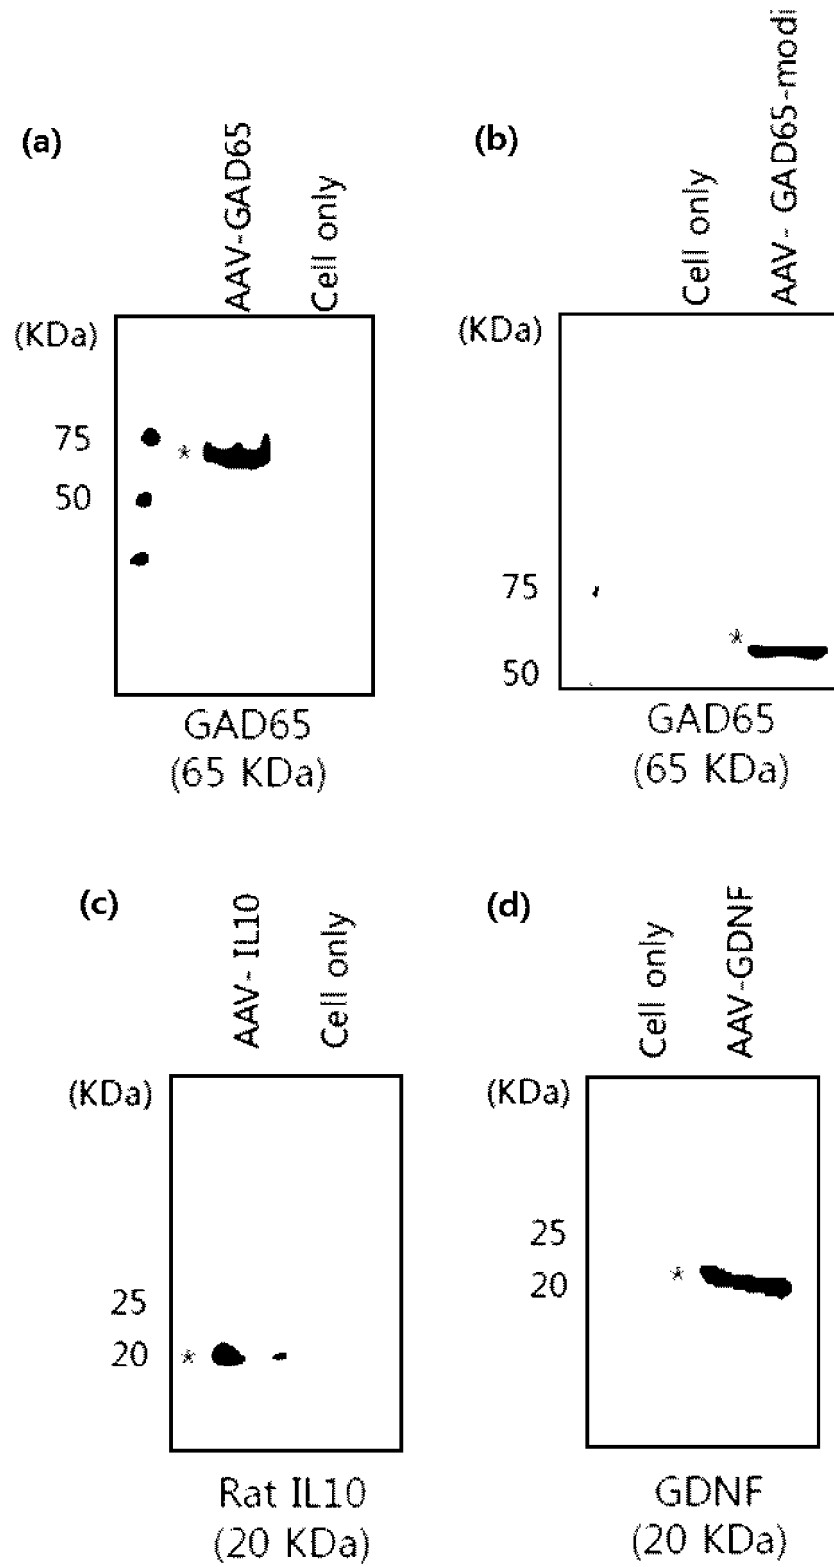 (a)
AAV-GAD65
Cell only
(KDa)
75
*
50
GAD65
(65 KDa)
(b)
Cell only
AAV- GAD65-modi
(KDa)
75
*
50
GAD65
(65 KDa)
(c)
AAV- IL10
Cell only
(KDa)
25
20 *
Rat IL10
(20 KDa)
(d)
Cell only
AAV-GDNF
(KDa)
25
*
20
GDNF
(20 KDa)